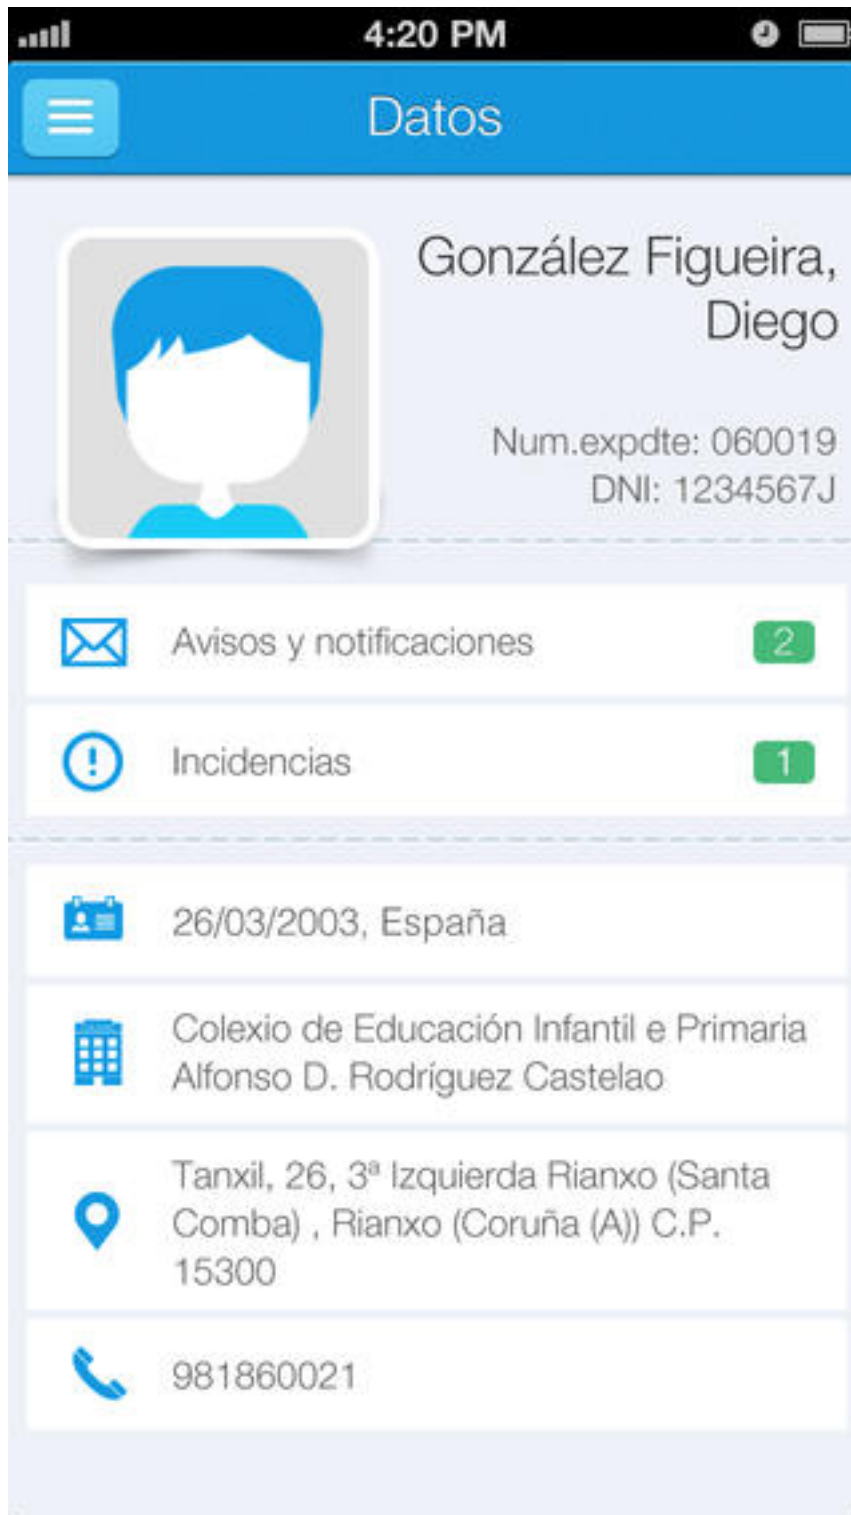 4:20 PM
Datos
González Figueira,
Diego
Num.expdte: 060019
DNI: 1234567J
Avisos y notificaciones
2
Incidencias
1
26/03/2003, España
Colexio de Educación Infantil e Primaria
Alfonso D. Rodríguez Castelao
Tanxil, 26, 3ª Izquierda Rianxo (Santa
Comba) , Rianxo (Coruña (A)) C.P.
15300
981860021